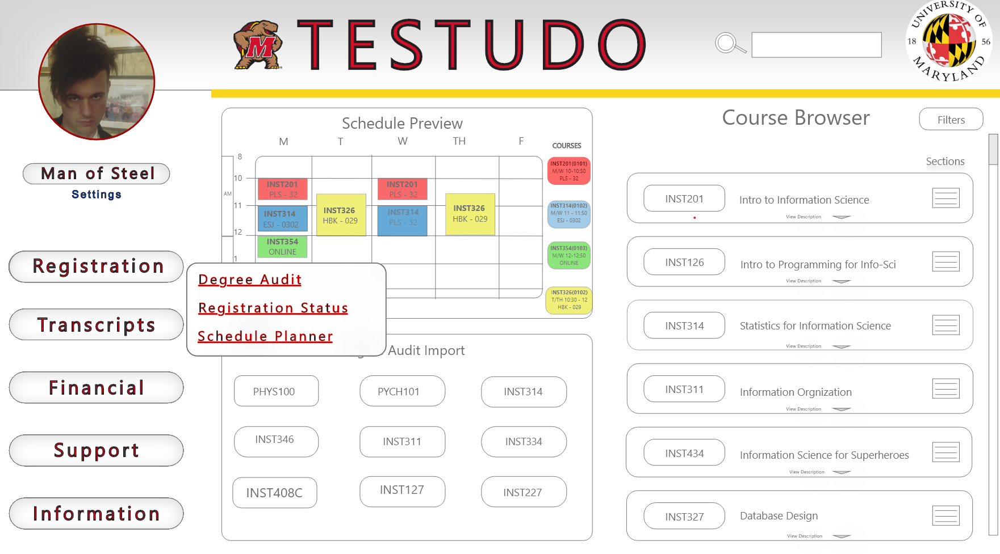 TESTUDO
M
UNIVERSITY OF
18 56
MARYLAND
Man of Steel
Settings
Registration
Transcripts
Financial
Support
Information
Degree Audit
Registration Status
Schedule Planner
Schedule Preview
M T W TH F
COURSES
8
10
AM
11
12
1
INST201
PLS - 32
INST314
ESJ - 0302
INST354
ONLINE
INST326
HBK - 029
INST201
PLS - 32
INST314
PLS - 32
INST326
HBK - 029
INST201(0101)
M/W 10-10:50
PLS - 32
INST314(0102)
M/W 11 - 11:50
ESJ - 0302
INST354(0103)
M/W 12-12:50
ONLINE
INST326(0102)
T/TH 10:30 - 12
HBK - 029
Audit Import
PHYS100 PYCH101 INST314
INST346 INST311 INST334
INST408C INST127 INST227
Course Browser
Filters
Sections
INST201 Intro to Information Science
View Description
INST126 Intro to Programming for Info-Sci
View Description
INST314 Statistics for Information Science
View Description
INST311 Information Orgnization
View Description
INST434 Information Science for Superheroes
View Description
INST327 Database Design
View Description